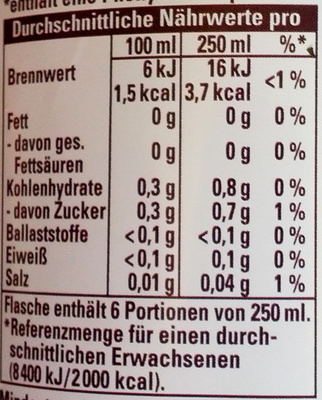 *enthält eine
Durchschnittliche Nährwerte pro
100 ml 250 ml %*
Brennwert 6 kJ 16 kJ <1 %
1,5 kcal 3,7 kcal
Fett 0 g 0 g 0 %
- davon ges.
Fettsäuren 0 g 0 g 0 %
Kohlenhydrate 0,3 g 0,8 g 0 %
- davon Zucker 0,3 g 0,7 g 1 %
Ballaststoffe <0,1 g <0,1 g 0 %
Eiweiß <0,1 g 0,1 g 0 %
Salz 0,01 g 0,04 g 1 %
Flasche enthält 6 Portionen von 250 ml.
*Referenzmenge für einen durch-
schnittlichen Erwachsenen
(8400 kJ/2000 kcal).